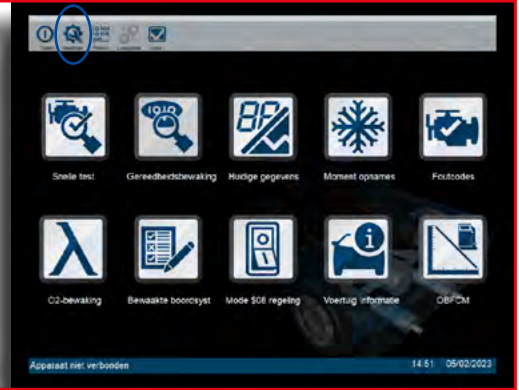 Snelle test
Gereedheidsbewaking
Huidige gegevens
Moment opnames
Foutcodes
O2-bewaking
Bewaakte boordsyst
Mode $08 regeling
Voertuig informatie
OBFCM
Apparaat niet verbonden
14:51 05/02/2023